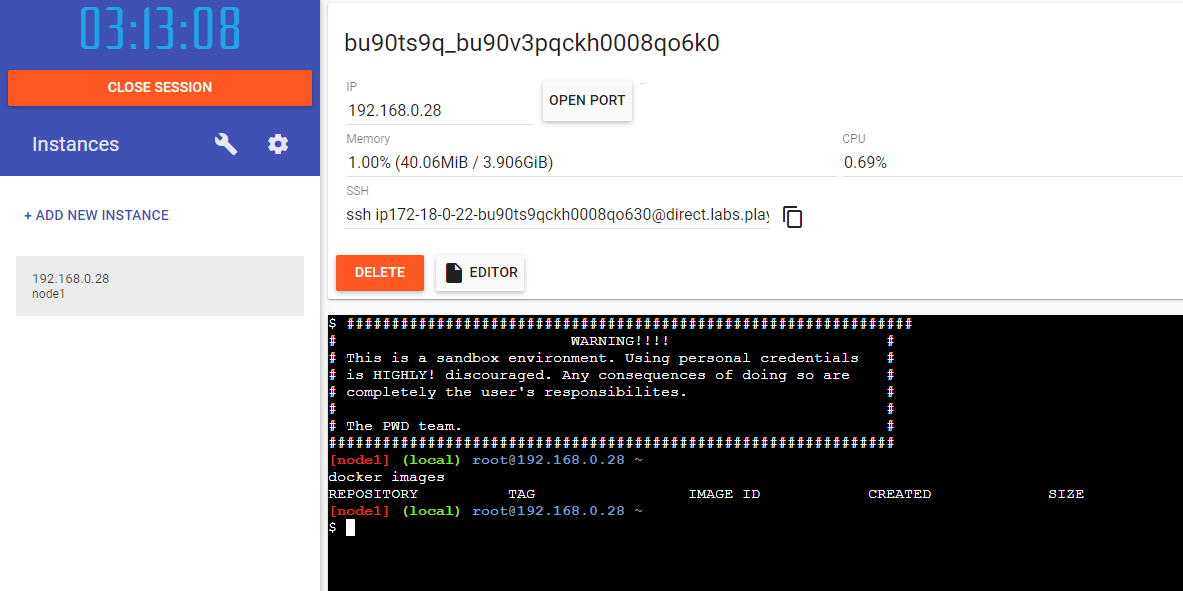 03:13:08
CLOSE SESSION
Instances
+ ADD NEW INSTANCE
192.168.0.28
node1
bu90ts9q_bu90v3pqckh0008qo6k0
IP
192.168.0.28
OPEN PORT
Memory
1.00% (40.06MiB / 3.906GiB)
CPU
0.69%
SSH
ssh ip172-18-0-22-bu90ts9qckh0008qo630@direct.labs.play
DELETE
EDITOR
$ ###############################################################
# WARNING!!!! #
# This is a sandbox environment. Using personal credentials #
# is HIGHLY! discouraged. Any consequences of doing so are #
# completely the user's responsibilites. #
# #
# The PWD team. #
###############################################################
[node1] (local) root@192.168.0.28 ~
docker images
REPOSITORY TAG IMAGE ID CREATED SIZE
[node1] (local) root@192.168.0.28 ~
$